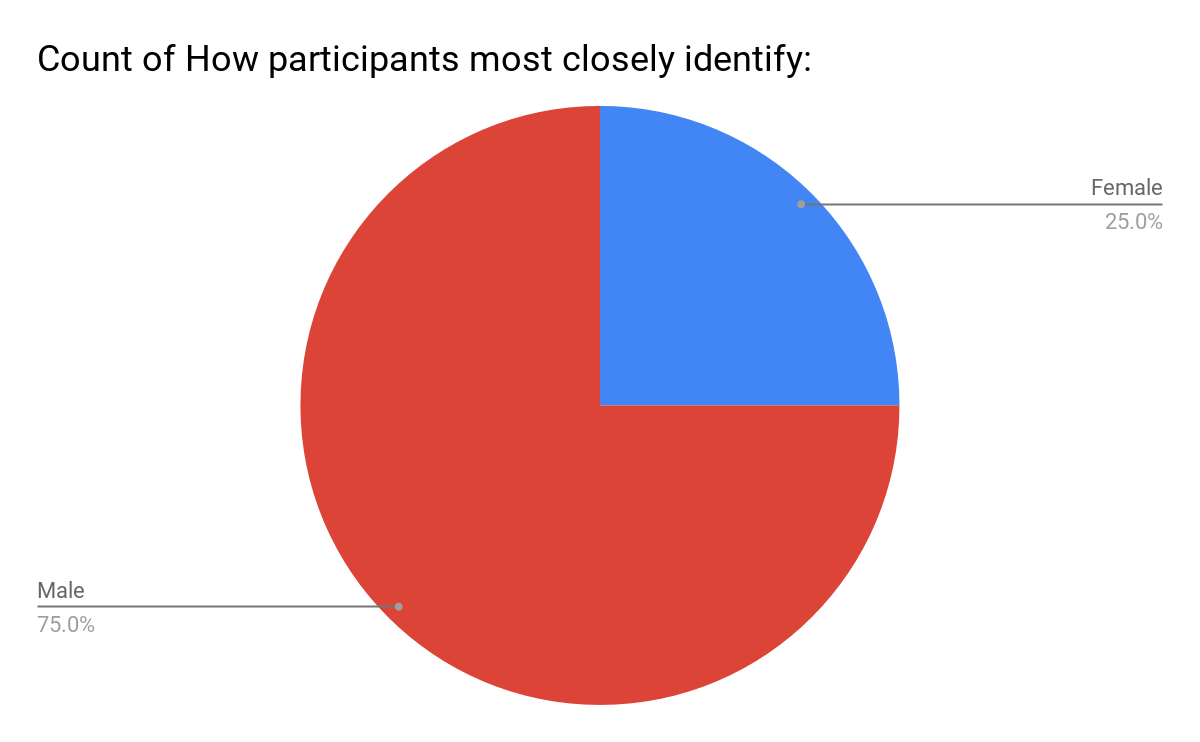 Count of How participants most closely identify:
Female
25.0%
Male
75.0%